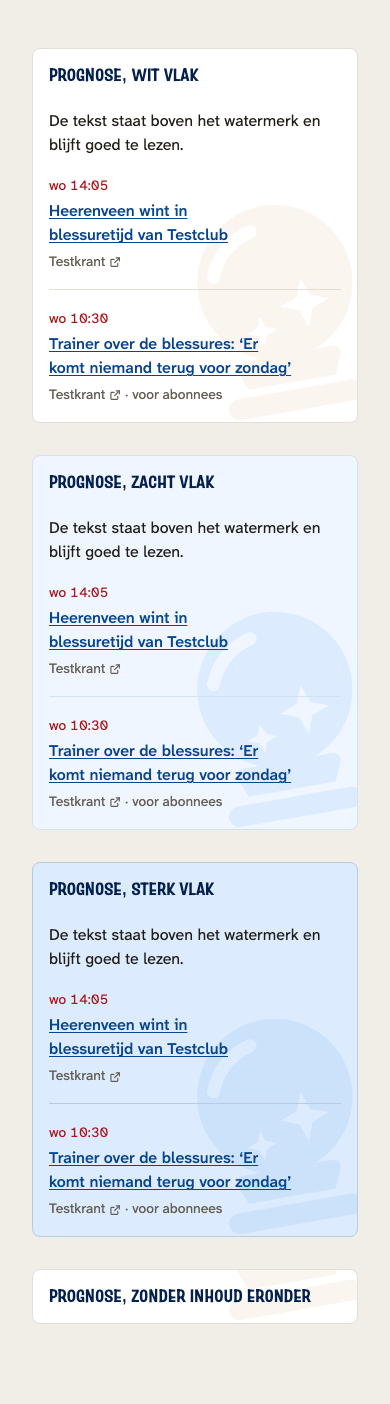 PROGNOSE, WIT VLAK
De tekst staat boven het watermerk en
blijft goed te lezen.
wo 14:05
Heerenveen wint in
blessuretijd van Testclub
Testkrant
wo 10:30
Trainer over de blessures: ‘Er
komt niemand terug voor zondag’
Testkrant · voor abonnees
PROGNOSE, ZACHT VLAK
De tekst staat boven het watermerk en
blijft goed te lezen.
wo 14:05
Heerenveen wint in
blessuretijd van Testclub
Testkrant
wo 10:30
Trainer over de blessures: ‘Er
komt niemand terug voor zondag’
Testkrant · voor abonnees
PROGNOSE, STERK VLAK
De tekst staat boven het watermerk en
blijft goed te lezen.
wo 14:05
Heerenveen wint in
blessuretijd van Testclub
Testkrant
wo 10:30
Trainer over de blessures: ‘Er
komt niemand terug voor zondag’
Testkrant · voor abonnees
PROGNOSE, ZONDER INHOUD ERONDER